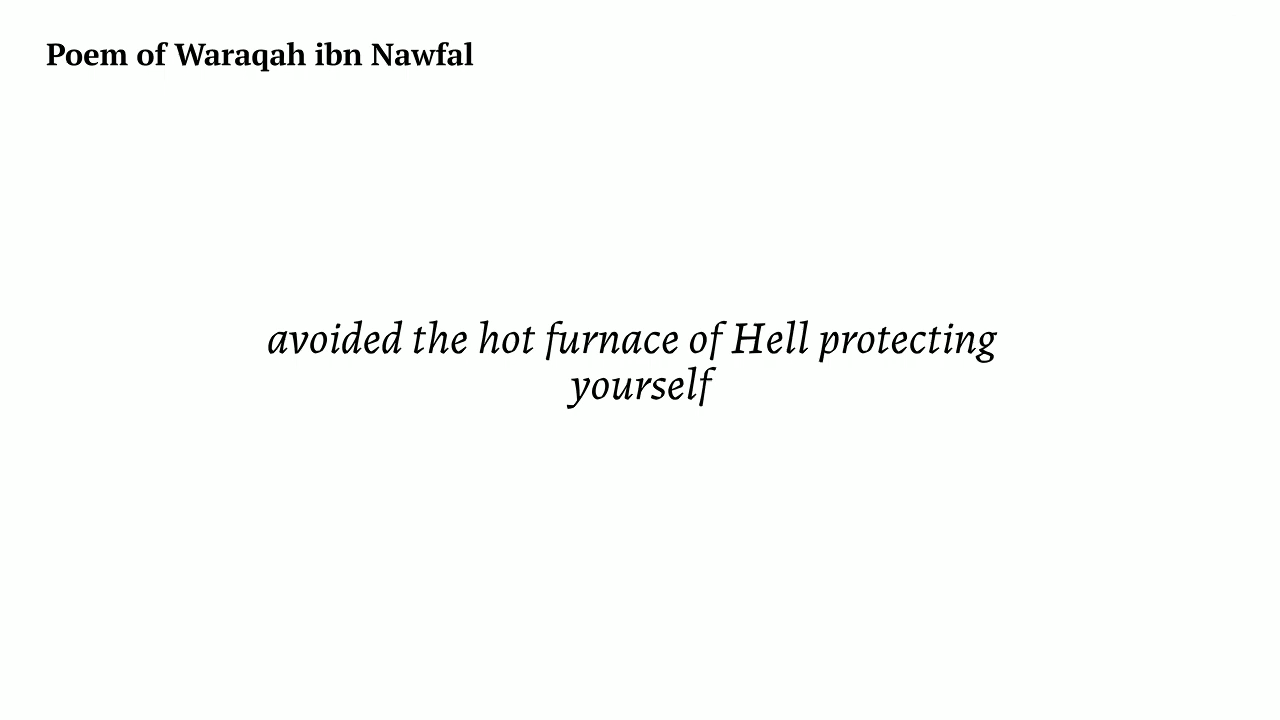 Poem of Waraqah ibn Nawfal
avoided the hot furnace of Hell protecting
yourself